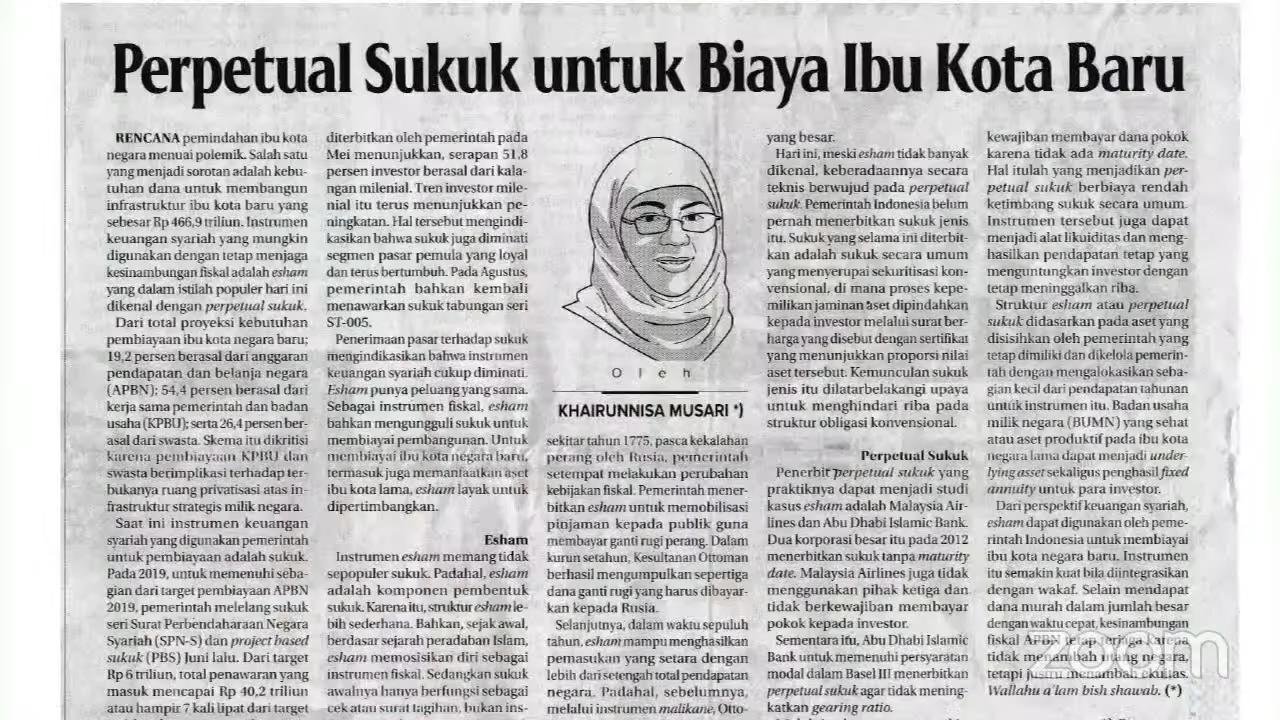 Perpetual Sukuk untuk Biaya Ibu Kota Baru
RENCANA pemindahan ibu kota
negara menuai polemik. Salah satu
yang menjadi sorotan adalah kebu-
tuhan dana untuk membangun
infrastruktur ibu kota baru yang
sebesar Rp 466,9 triliun. Instrumen
keuangan syariah yang mungkin
digunakan dengan tetap menjaga
kesinambungan fiskal adalah esham
yang dalam istilah populer hari ini
dikenal dengan perpetual sukuk.
Dari total proyeksi kebutuhan
pembiayaan ibu kota negara baru;
19,2 persen berasal dari anggaran
pendapatan dan belanja negara
(APBN); 54,4 persen berasal dari
kerja sama pemerintah dan badan
usaha (KPBU); serta 26,4 persen ber-
asal dari swasta. Skema itu dikritisi
karena pembiayaan KPBU dan
swasta berimplikasi terhadap ter-
bukanya ruang privatisasi atas in-
frastruktur strategis milik negara.
Saat ini instrumen keuangan
syariah yang digunakan pemerintah
untuk pembiayaan adalah sukuk.
Pada 2019, untuk memenuhi seba-
gian dari target pembiayaan APBN
2019, pemerintah melelang sukuk
seri Surat Perbendaharaan Negara
Syariah (SPN-S) dan project based
sukuk (PBS) Juni lalu. Dari target
Rp 6 triliun, total penawaran yang
masuk mencapai Rp 40,2 triliun
atau hampir 7 kali lipat dari target
diterbitkan oleh pemerintah pada
Mei menunjukkan, serapan 51,8
persen investor berasal dari kala-
ngan milenial. Tren investor mile-
nial itu terus menunjukkan pe-
ningkatan. Hal tersebut mengindi-
kasikan bahwa sukuk juga diminati
segmen pasar pemula yang loyal
dan terus bertumbuh. Pada Agustus,
pemerintah bahkan kembali
menawarkan sukuk tabungan seri
ST-005.
Penerimaan pasar terhadap sukuk
mengindikasikan bahwa instrumen
keuangan syariah cukup diminati.
Esham punya peluang yang sama.
Sebagai instrumen fiskal, esham
bahkan mengungguli sukuk untuk
membiayai pembangunan. Untuk
membiayai ibu kota negara baru,
termasuk juga memanfaatkan aset
ibu kota lama, esham layak untuk
dipertimbangkan.
Esham
Instrumen esham memang tidak
sepopuler sukuk. Padahal, esham
adalah komponen pembentuk
sukuk. Karena itu, struktur esham le-
bih sederhana. Bahkan, sejak awal,
berdasar sejarah peradaban Islam,
esham memosisikan diri sebagai
instrumen fiskal. Sedangkan sukuk
awalnya hanya berfungsi sebagai
cek atau surat tagihan, bukan ins-
Oleh
KHAIRUNNISA MUSARI *)
sekitar tahun 1775, pasca kekalahan
perang oleh Rusia, pemerintah
setempat melakukan perubahan
kebijakan fiskal. Pemerintah mener-
bitkan esham untuk memobilisasi
pinjaman kepada publik guna
membayar ganti rugi perang. Dalam
kurun setahun, Kesultanan Ottoman
berhasil mengumpulkan sepertiga
dana ganti rugi yang harus dibayar-
kan kepada Rusia.
Selanjutnya, dalam waktu sepuluh
tahun, esham mampu menghasilkan
pemasukan yang setara dengan
lebih dari setengah total pendapatan
negara. Padahal, sebelumnya,
melalui instrumen malikane, Otto-
yang besar.
Hari ini, meski esham tidak banyak
dikenal, keberadaannya secara
teknis berwujud pada perpetual
sukuk. Pemerintah Indonesia belum
pernah menerbitkan sukuk jenis
itu. Sukuk yang selama ini diterbit-
kan adalah sukuk secara umum
yang menyerupai sekuritisasi kon-
vensional, di mana proses kepe-
milikan jaminan aset dipindahkan
kepada investor melalui surat ber-
harga yang disebut dengan sertifikat
yang menunjukkan proporsi nilai
aset tersebut. Kemunculan sukuk
jenis itu dilatarbelakangi upaya
untuk menghindari riba pada
struktur obligasi konvensional.
Perpetual Sukuk
Penerbit perpetual sukuk yang
praktiknya dapat menjadi studi
kasus esham adalah Malaysia Air-
lines dan Abu Dhabi Islamic Bank.
Dua korporasi besar itu pada 2012
menerbitkan sukuk tanpa maturity
date. Malaysia Airlines juga tidak
menggunakan pihak ketiga dan
tidak berkewajiban membayar
pokok kepada investor.
Sementara itu, Abu Dhabi Islamic
Bank untuk memenuhi persyaratan
modal dalam Basel III menerbitkan
perpetual sukuk agar tidak mening-
katkan gearing ratio.
kewajiban membayar dana pokok
karena tidak ada maturity date.
Hal itulah yang menjadikan per-
petual sukuk berbiaya rendah
ketimbang sukuk secara umum.
Instrumen tersebut juga dapat
menjadi alat likuiditas dan meng-
hasilkan pendapatan tetap yang
menguntungkan investor dengan
tetap meninggalkan riba.
Struktur esham atau perpetual
sukuk didasarkan pada aset yang
disisihkan oleh pemerintah yang
tetap dimiliki dan dikelola pemerin-
tah dengan mengalokasikan seba-
gian kecil dari pendapatan tahunan
untuk instrumen itu. Badan usaha
milik negara (BUMN) yang sehat
atau aset produktif pada ibu kota
negara lama dapat menjadi under-
lying asset sekaligus penghasil fixed
annuity untuk para investor.
Dari perspektif keuangan syariah,
esham dapat digunakan oleh peme-
rintah Indonesia untuk membiayai
ibu kota negara baru. Instrumen
itu semakin kuat bila diintegrasikan
dengan wakaf. Selain mendapat
dana murah dalam jumlah besar
dengan waktu cepat, kesinambungan
fiskal APBN tetap terjaga karena
tidak menambah utang negara,
tetapi justru menambah ekuitas.
Wallahu a'lam bish shawab. (*)
zoom